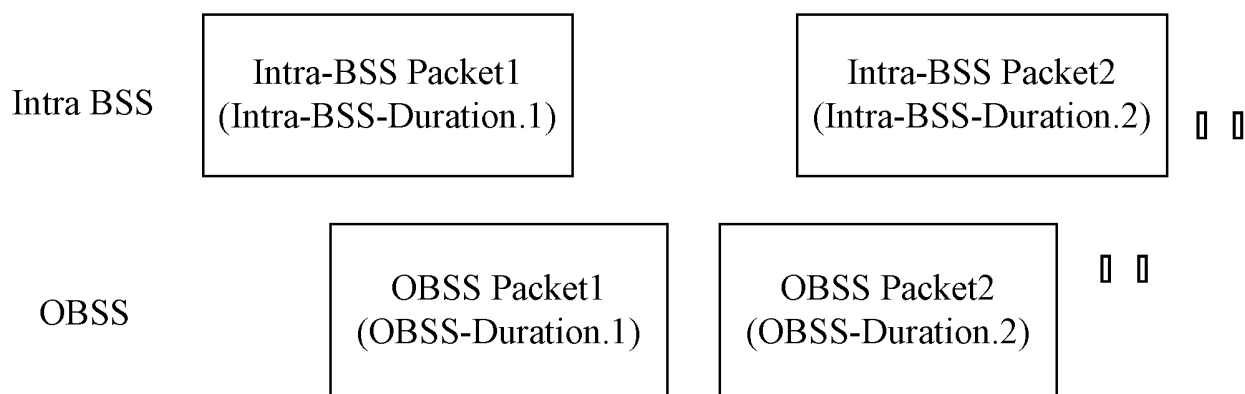 Intra BSS
Intra-BSS Packet1
(Intra-BSS-Duration.1)
Intra-BSS Packet2
(Intra-BSS-Duration.2)
OBSS
OBSS Packet1
(OBSS-Duration.1)
OBSS Packet2
(OBSS-Duration.2)